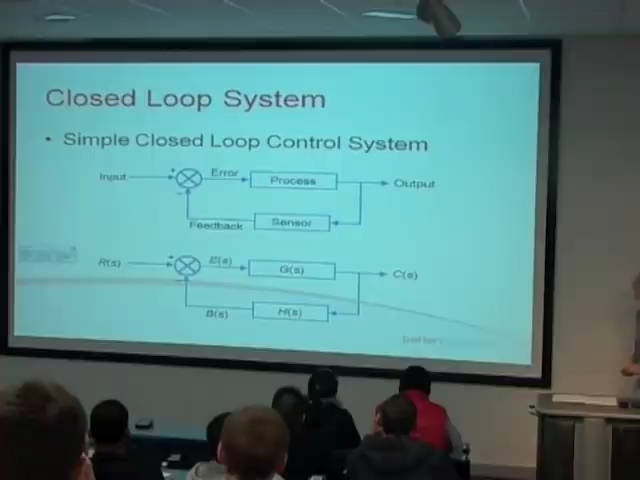 Closed Loop System
• Simple Closed Loop Control System
Input
+
Error
Process
Output
-
Feedback
Sensor
R(s)
+
E(s)
G(s)
C(s)
-
B(s)
H(s)